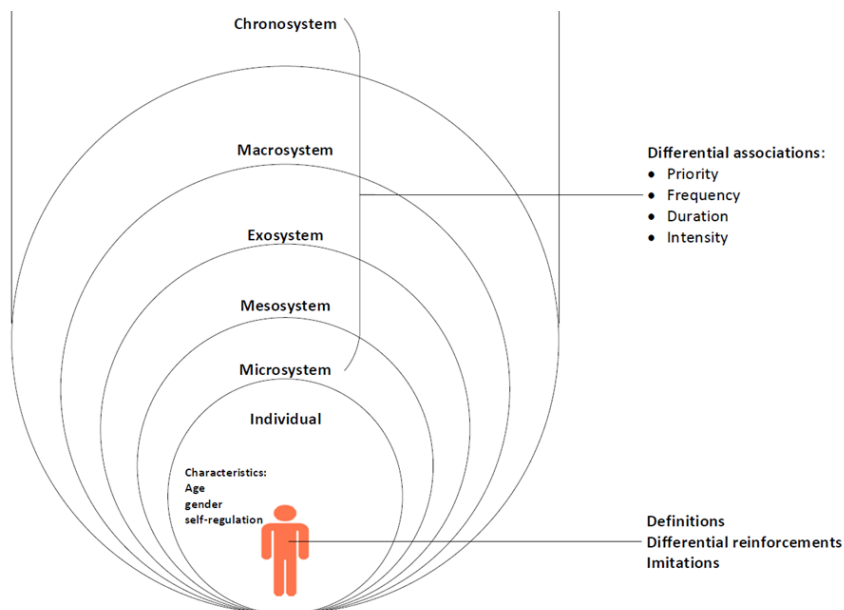 Chronosystem
Macrosystem
Exosystem
Mesosystem
Microsystem
Individual
Characteristics:
Age
gender
self-regulation
Differential associations:
• Priority
• Frequency
• Duration
• Intensity
Definitions
Differential reinforcements
Imitations